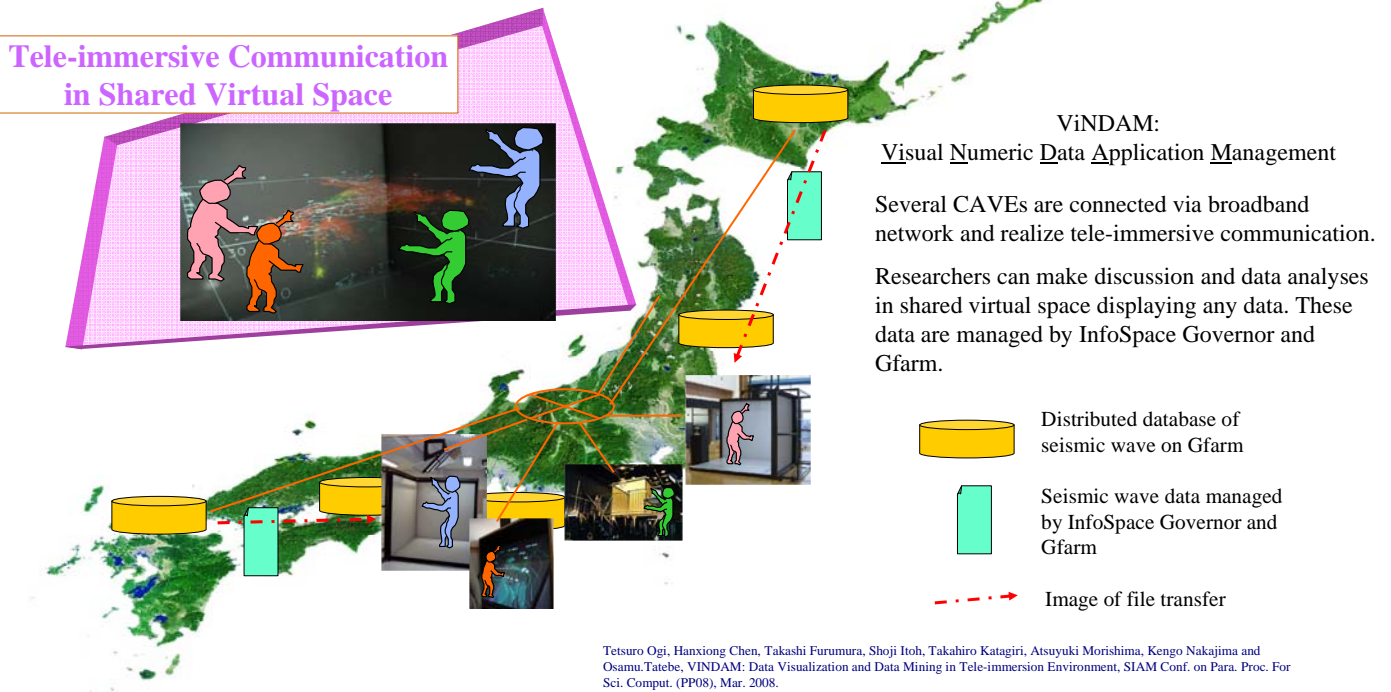 Tele-immersive Communication
in Shared Virtual Space
30
ViNDAM:
Visual Numeric Data Application Management
Several CAVEs are connected via broadband
network and realize tele-immersive communication.
Researchers can make discussion and data analyses
in shared virtual space displaying any data. These
data are managed by InfoSpace Governor and
Gfarm.
Distributed database of
seismic wave on Gfarm
Seismic wave data managed
by InfoSpace Governor and
Gfarm
Image of file transfer
Tetsuro Ogi, Hanxiong Chen, Takashi Furumura, Shoji Itoh, Takahiro Katagiri, Atsuyuki Morishima, Kengo Nakajima and
Osamu.Tatebe, VINDAM: Data Visualization and Data Mining in Tele-immersion Environment, SIAM Conf. on Para. Proc. For
Sci. Comput. (PP08), Mar. 2008.